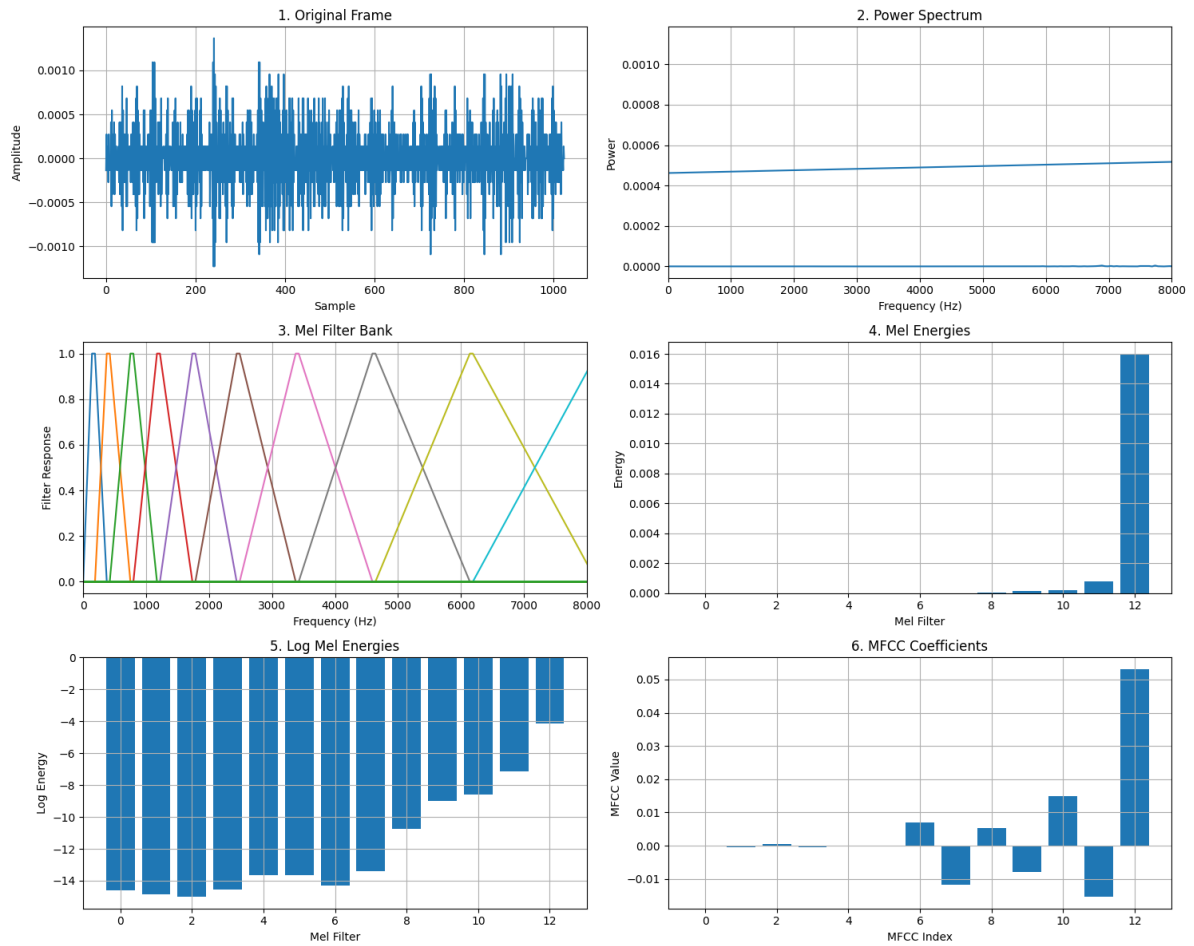 1. Original Frame
0.0010
0.0005
0.0000
−0.0005
−0.0010
Amplitude
0 200 400 600 800 1000
Sample
2. Power Spectrum
0.0010
0.0008
0.0006
0.0004
0.0002
0.0000
Power
0 1000 2000 3000 4000 5000 6000 7000 8000
Frequency (Hz)
3. Mel Filter Bank
1.0
0.8
0.6
0.4
0.2
0.0
Filter Response
0 1000 2000 3000 4000 5000 6000 7000 8000
Frequency (Hz)
4. Mel Energies
0.016
0.014
0.012
0.010
0.008
0.006
0.004
0.002
0.000
Energy
0 2 4 6 8 10 12
Mel Filter
5. Log Mel Energies
0
−2
−4
−6
−8
−10
−12
−14
Log Energy
0 2 4 6 8 10 12
Mel Filter
6. MFCC Coefficients
0.05
0.04
0.03
0.02
0.01
0.00
−0.01
MFCC Value
0 2 4 6 8 10 12
MFCC Index